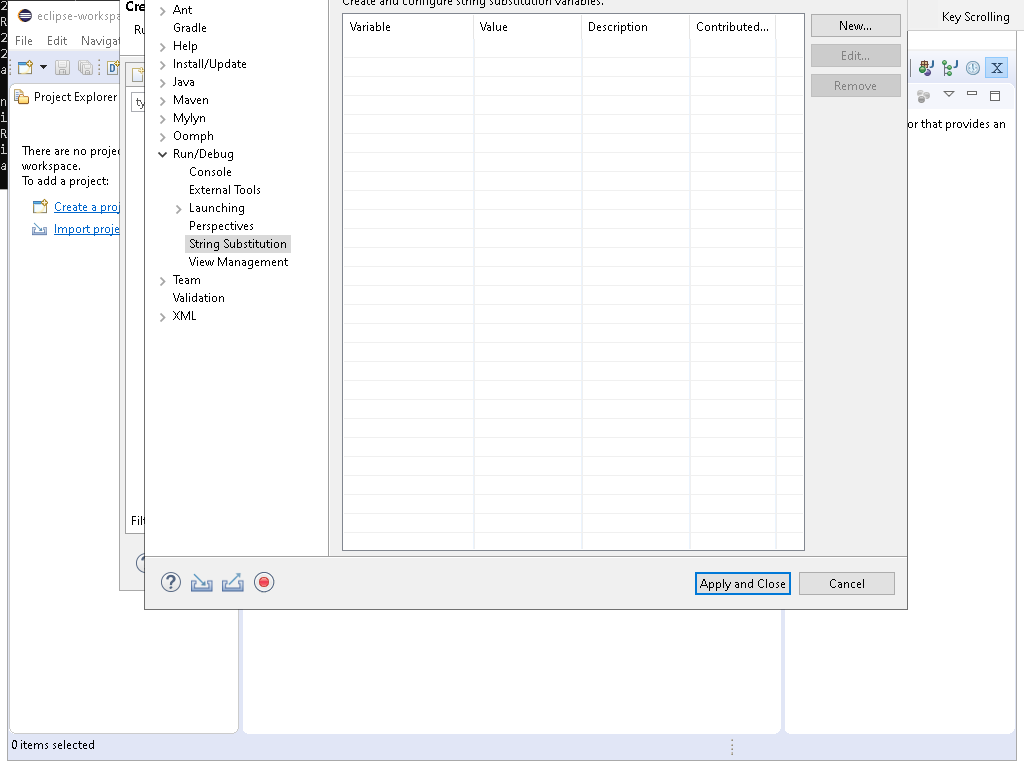 Create and configure string substitution variables.
Key Scrolling
eclipse-workspa
Cre
Ru
File Edit Navigat
Project Explorer
ty
There are no projec
workspace.
To add a project:
Create a proj
Import proje
Filt
Ant
Gradle
Help
Install/Update
Java
Maven
Mylyn
Oomph
Run/Debug
Console
External Tools
Launching
Perspectives
String Substitution
View Management
Team
Validation
XML
Variable Value Description Contributed...
New...
Edit...
Remove
or that provides an
Apply and Close Cancel
0 items selected